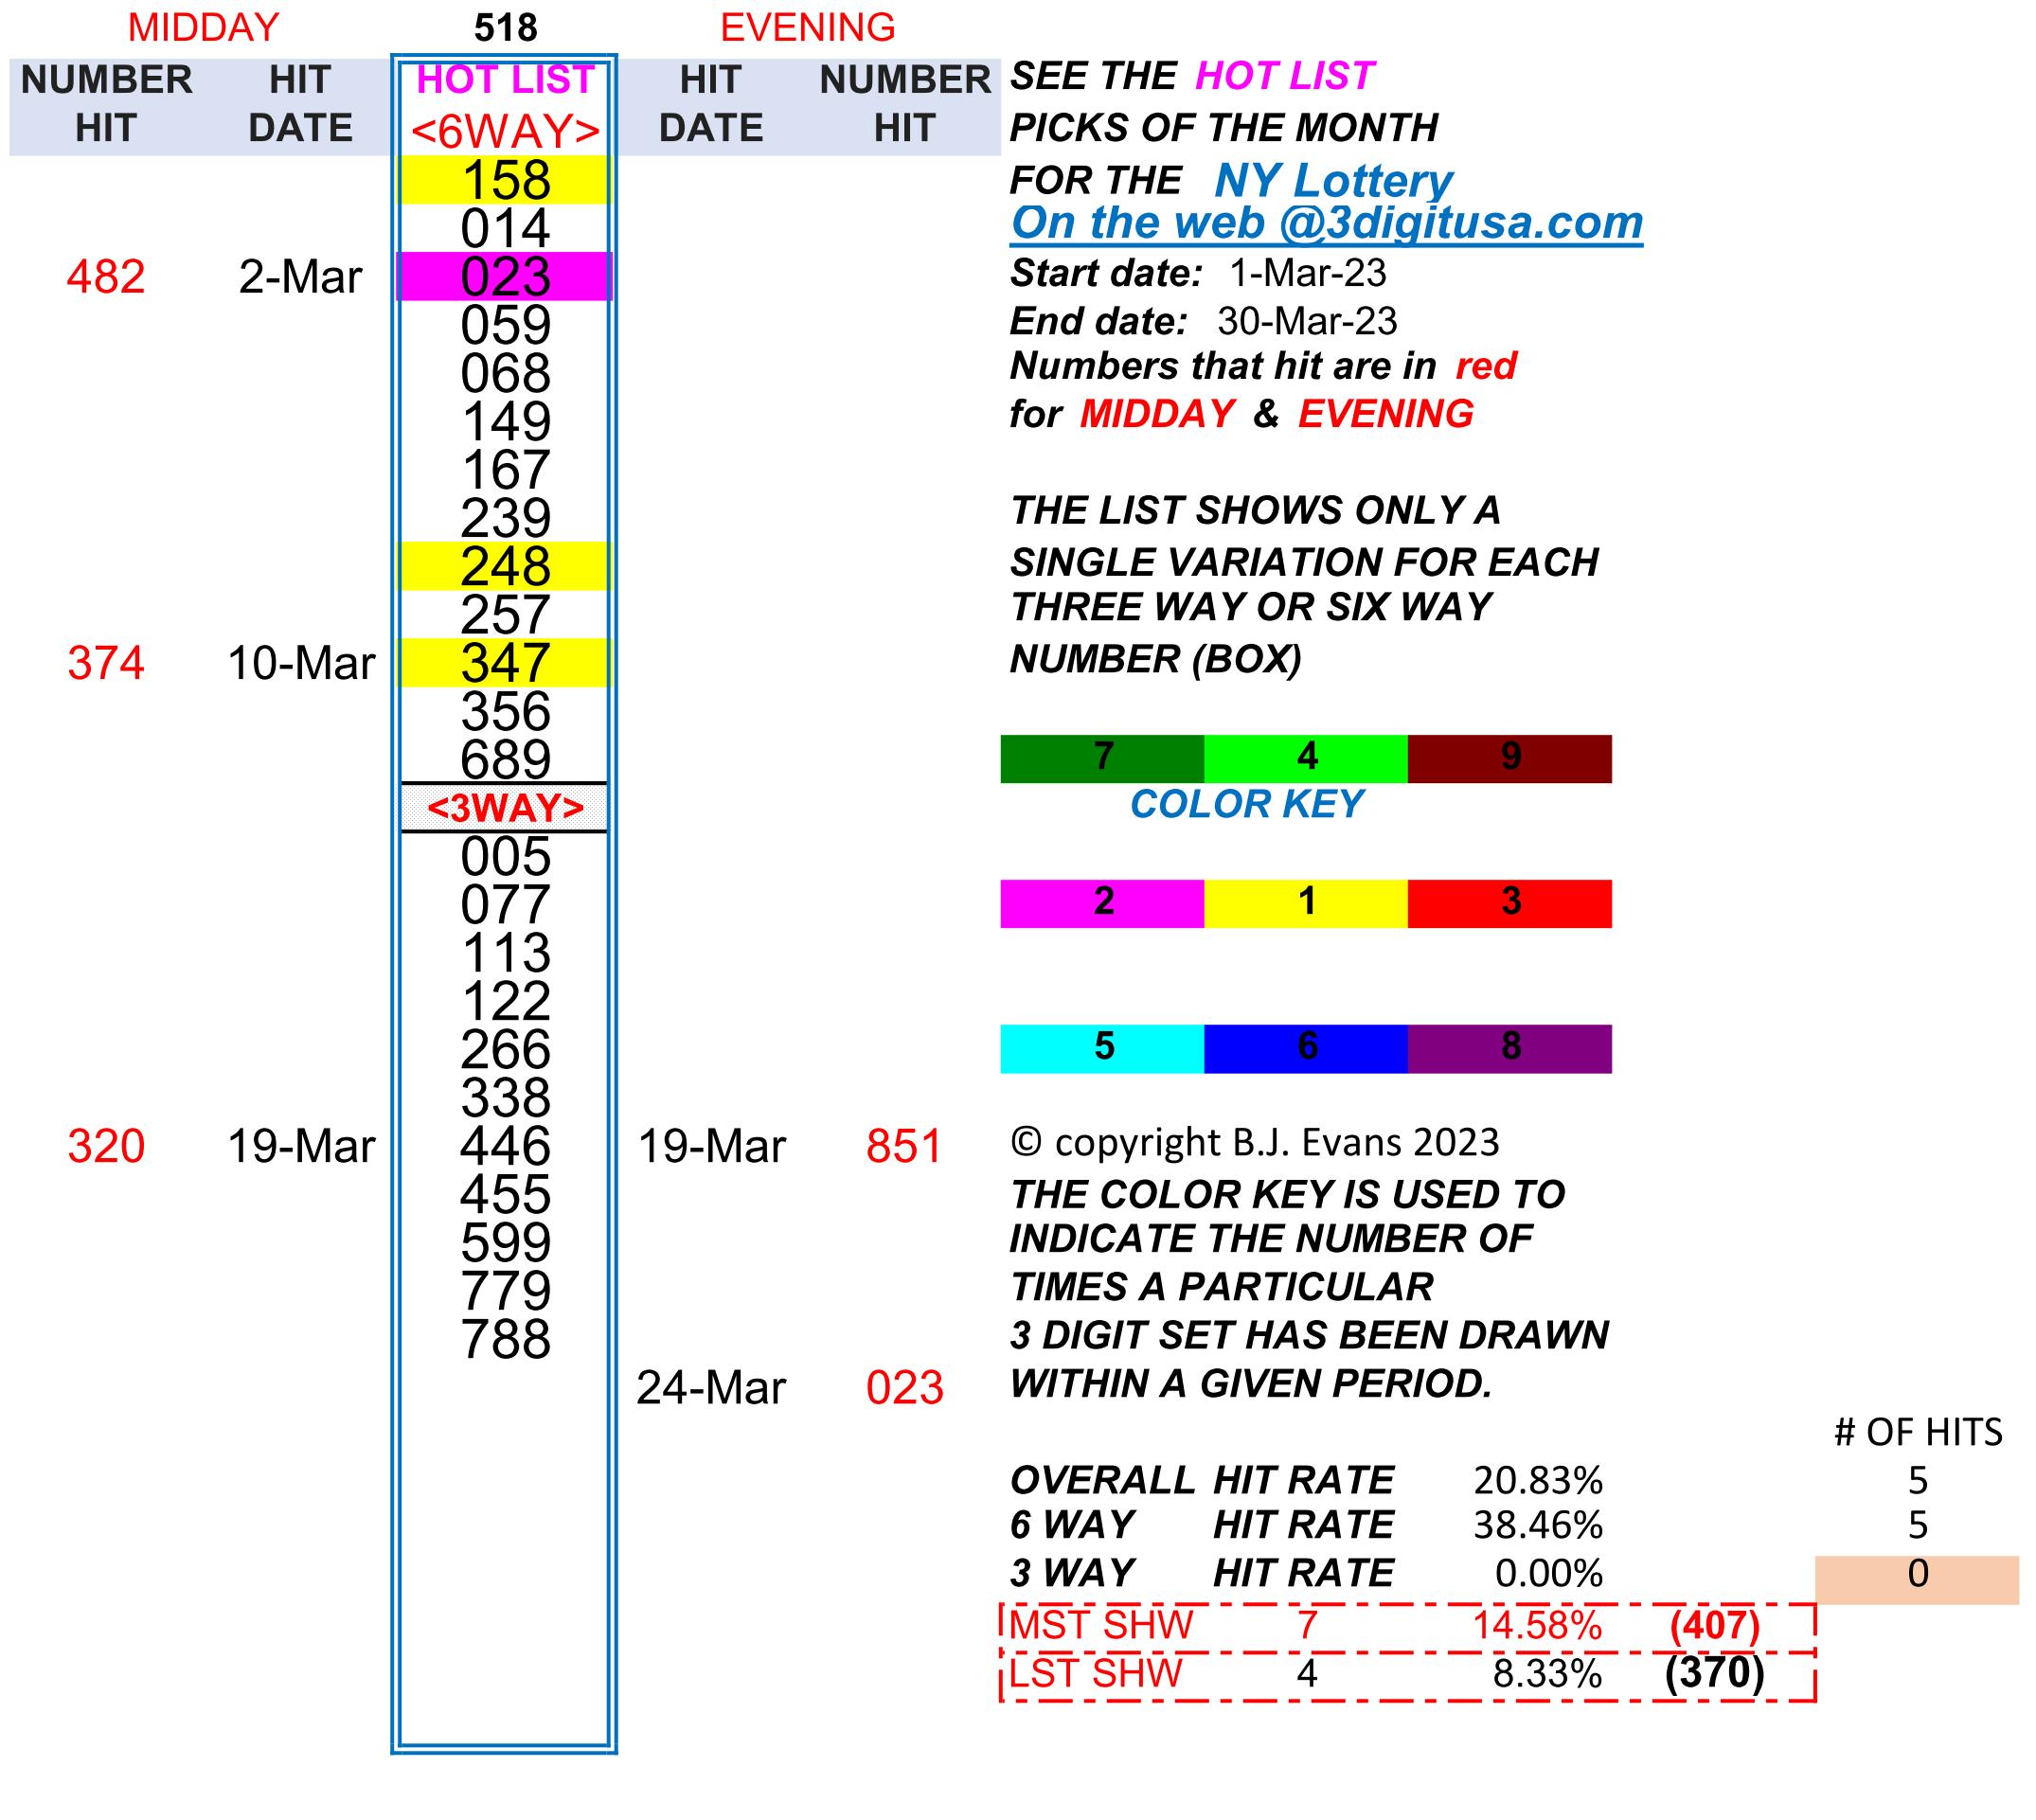 MIDDAY 518 EVENING
NUMBER HIT HOT LIST HIT NUMBER SEE THE HOT LIST
HIT DATE <6WAY> DATE HIT PICKS OF THE MONTH
158 FOR THE NY Lottery
014 On the web @3digitusa.com
482 2-Mar 023 Start date: 1-Mar-23
059 End date: 30-Mar-23
068 Numbers that hit are in red
149 for MIDDAY & EVENING
167
239 THE LIST SHOWS ONLY A
248 SINGLE VARIATION FOR EACH
257 THREE WAY OR SIX WAY
374 10-Mar 347 NUMBER (BOX)
356
689 7 4 9
<3WAY> COLOR KEY
005
077 2 1 3
113
122
266 5 6 8
338
320 19-Mar 446 19-Mar 851 © copyright B.J. Evans 2023
455 THE COLOR KEY IS USED TO
599 INDICATE THE NUMBER OF
779 TIMES A PARTICULAR
788 3 DIGIT SET HAS BEEN DRAWN
24-Mar 023 WITHIN A GIVEN PERIOD.
# OF HITS
OVERALL HIT RATE 20.83% 5
6 WAY HIT RATE 38.46% 5
3 WAY HIT RATE 0.00% 0
MST SHW 7 14.58% (407)
LST SHW 4 8.33% (370)